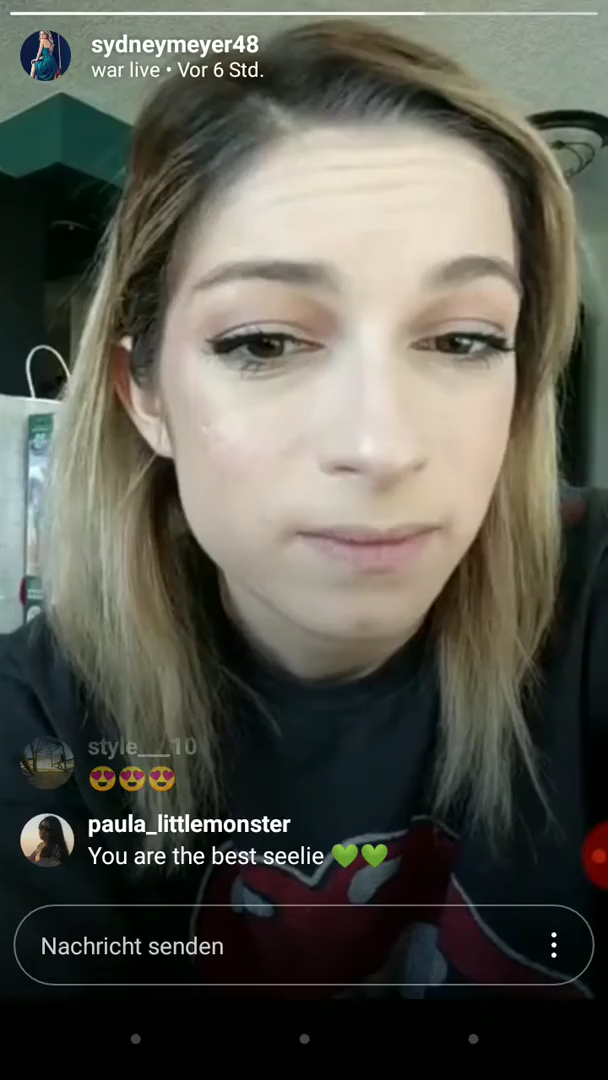 sydneymeyer48
war live • Vor 6 Std.
style___10
😍😍😍
paula_littlemonster
You are the best seelie 💚💚
Nachricht senden